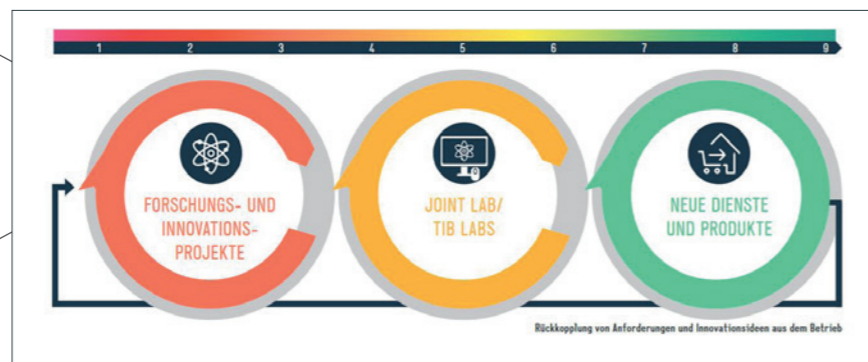 1 2 3 4 5 6 7 8 9
FORSCHUNGS- UND
INNOVATIONS-
PROJEKTE
JOINT LAB/
TIB LABS
NEUE DIENSTE
UND PRODUKTE
Rückkopplung von Anforderungen und Innovationsideen aus dem Betrieb